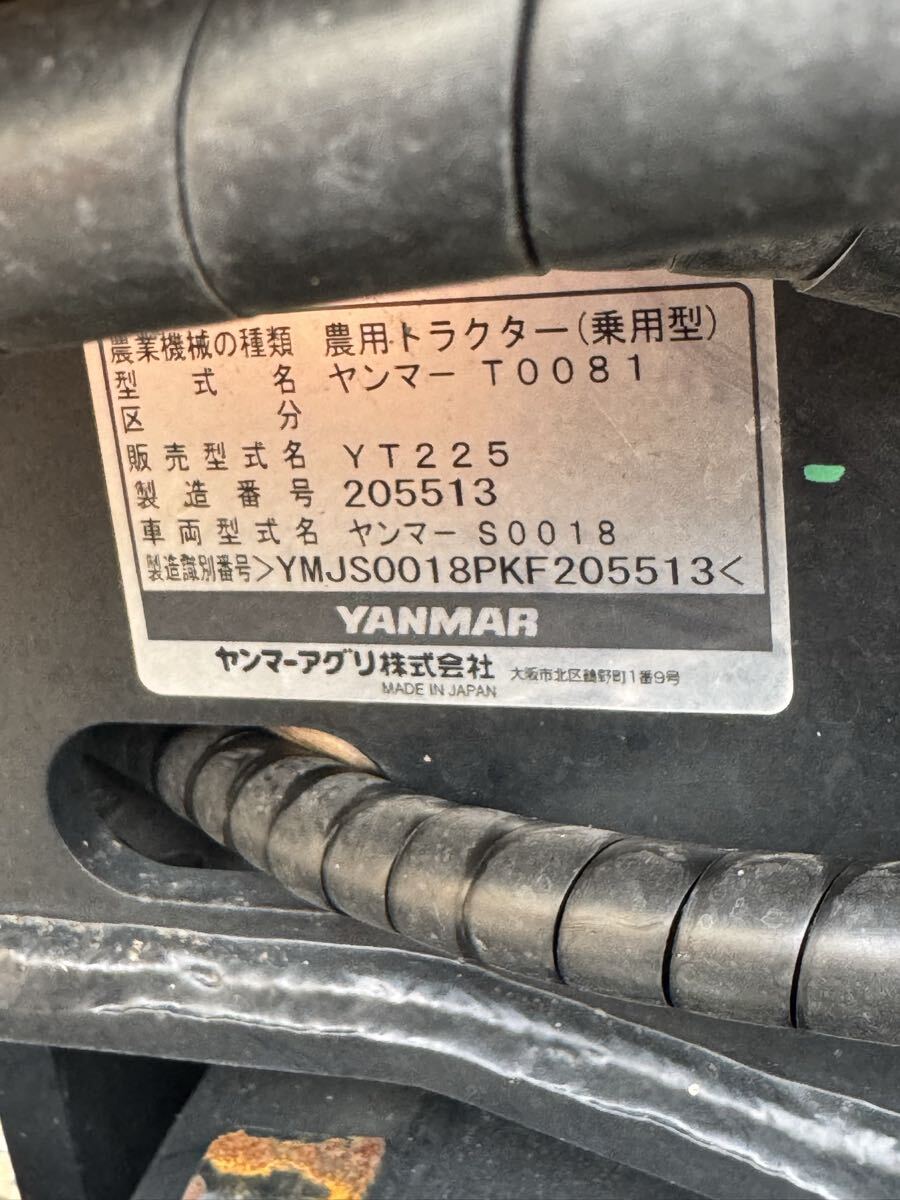 農業機械の種類 農用トラクター(乗用型)
型式名 ヤンマー T0081
区分
販売型式名 YT225
製造番号 205513
車両型式名 ヤンマー S0018
製造識別番号 >YMJS0018PKF205513<
YANMAR
ヤンマーアグリ株式会社 大阪市北区鶴野町1番9号
MADE IN JAPAN